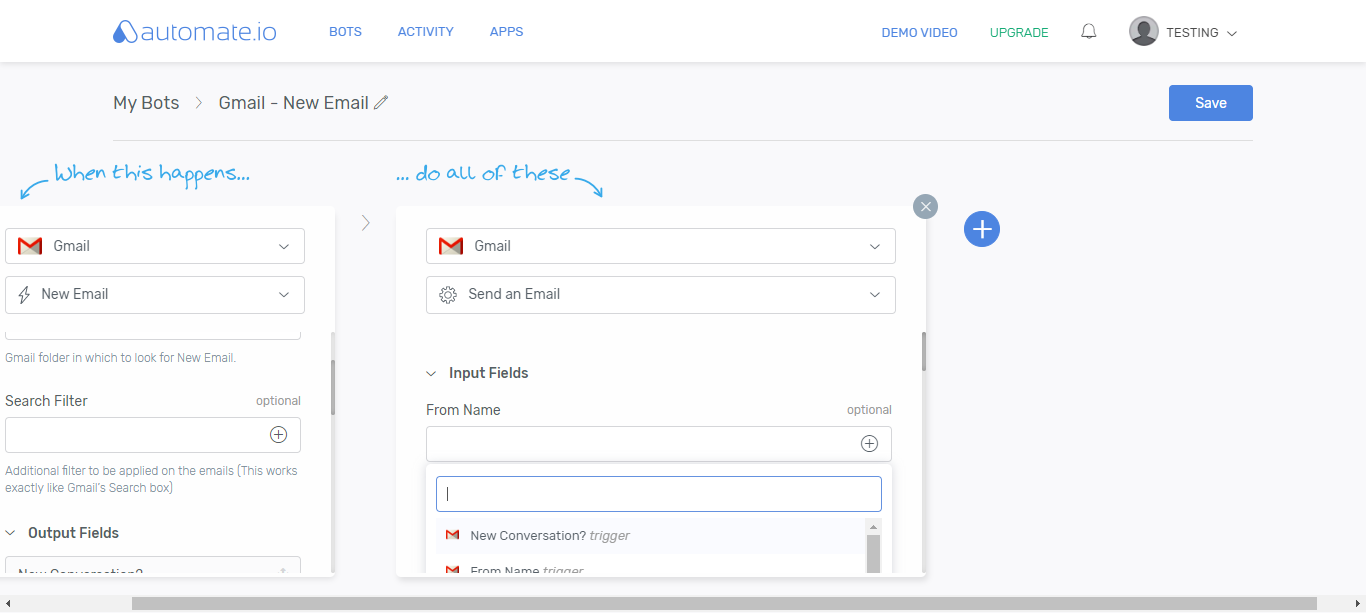 automate.io
BOTS
ACTIVITY
APPS
DEMO VIDEO
UPGRADE
TESTING
My Bots
Gmail - New Email
Save
When this happens...
Gmail
New Email
Gmail folder in which to look for New Email.
Search Filter
optional
Additional filter to be applied on the emails (This works
exactly like Gmail's Search box)
Output Fields
New Conversation?
... do all of these
Gmail
Send an Email
Input Fields
From Name
optional
New Conversation? trigger
From Name trigger